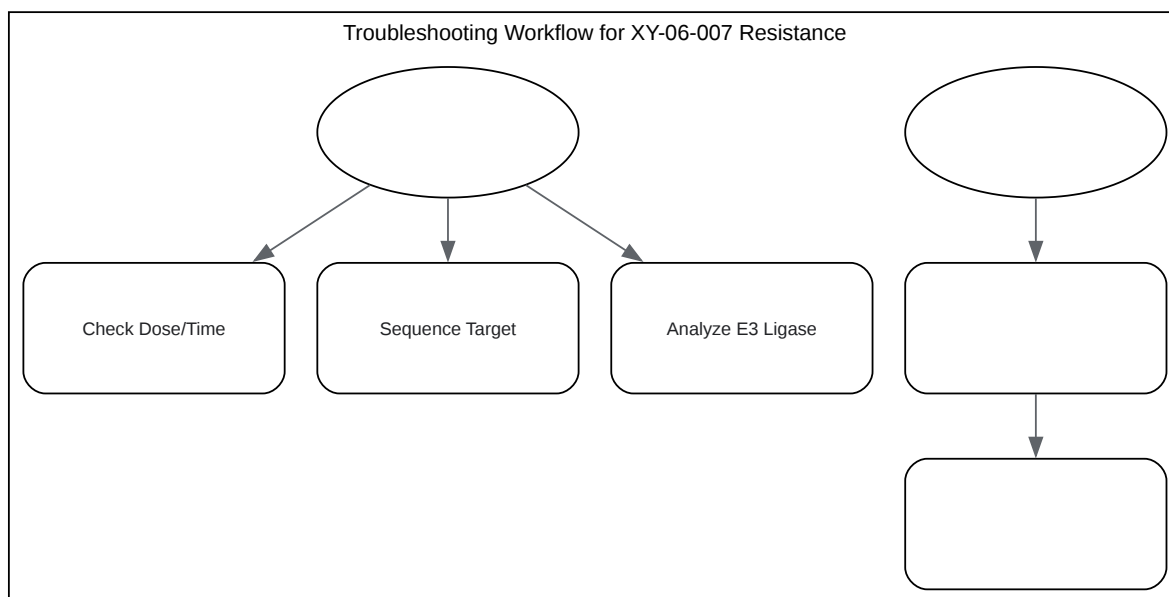 Troubleshooting Workflow for XY-06-007 Resistance
Check Dose/Time
Sequence Target
Analyze E3 Ligase